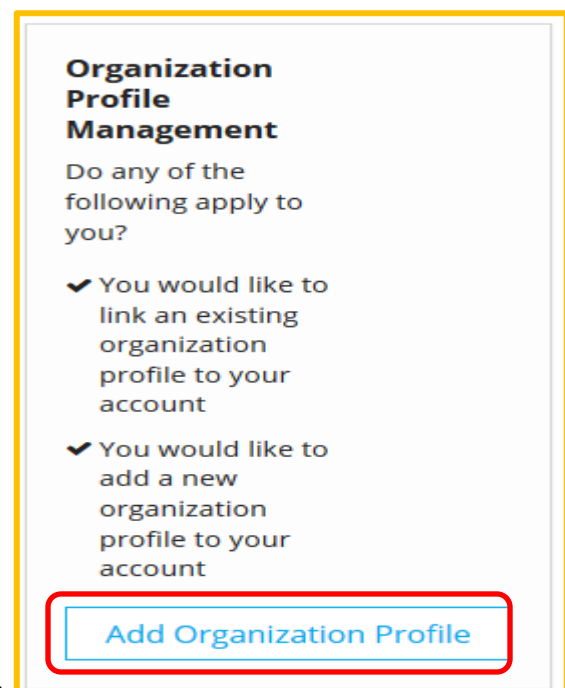 Organization
Profile
Management
Do any of the
following apply to
you?
✔ You would like to
link an existing
organization
profile to your
account
✔ You would like to
add a new
organization
profile to your
account
Add Organization Profile